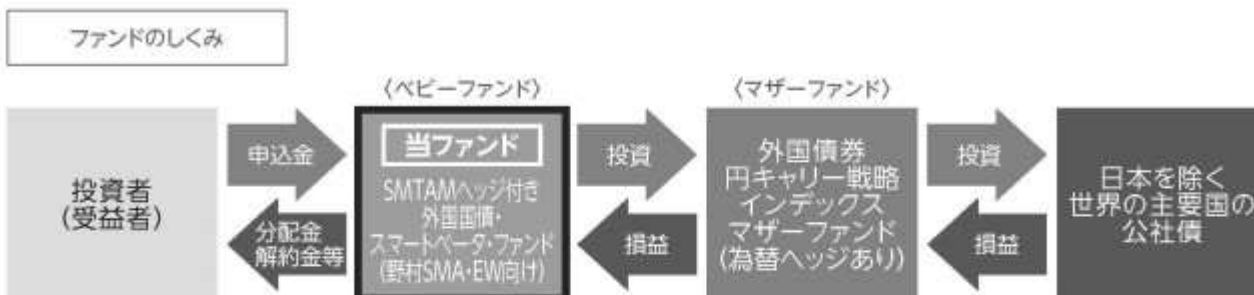 ファンドのしくみ
〈ベビーファンド〉
〈マザーファンド〉
投資者
(受益者)
申込金
分配金
解約金等
当ファンド
SMTAMヘッジ付き
外国国債・
スマートベータ・ファンド
(野村SMA・EW向け)
投資
損益
外国債券
円キャリー戦略
インデックス
マザーファンド
(為替ヘッジあり)
投資
損益
日本を除く
世界の主要国の
公社債